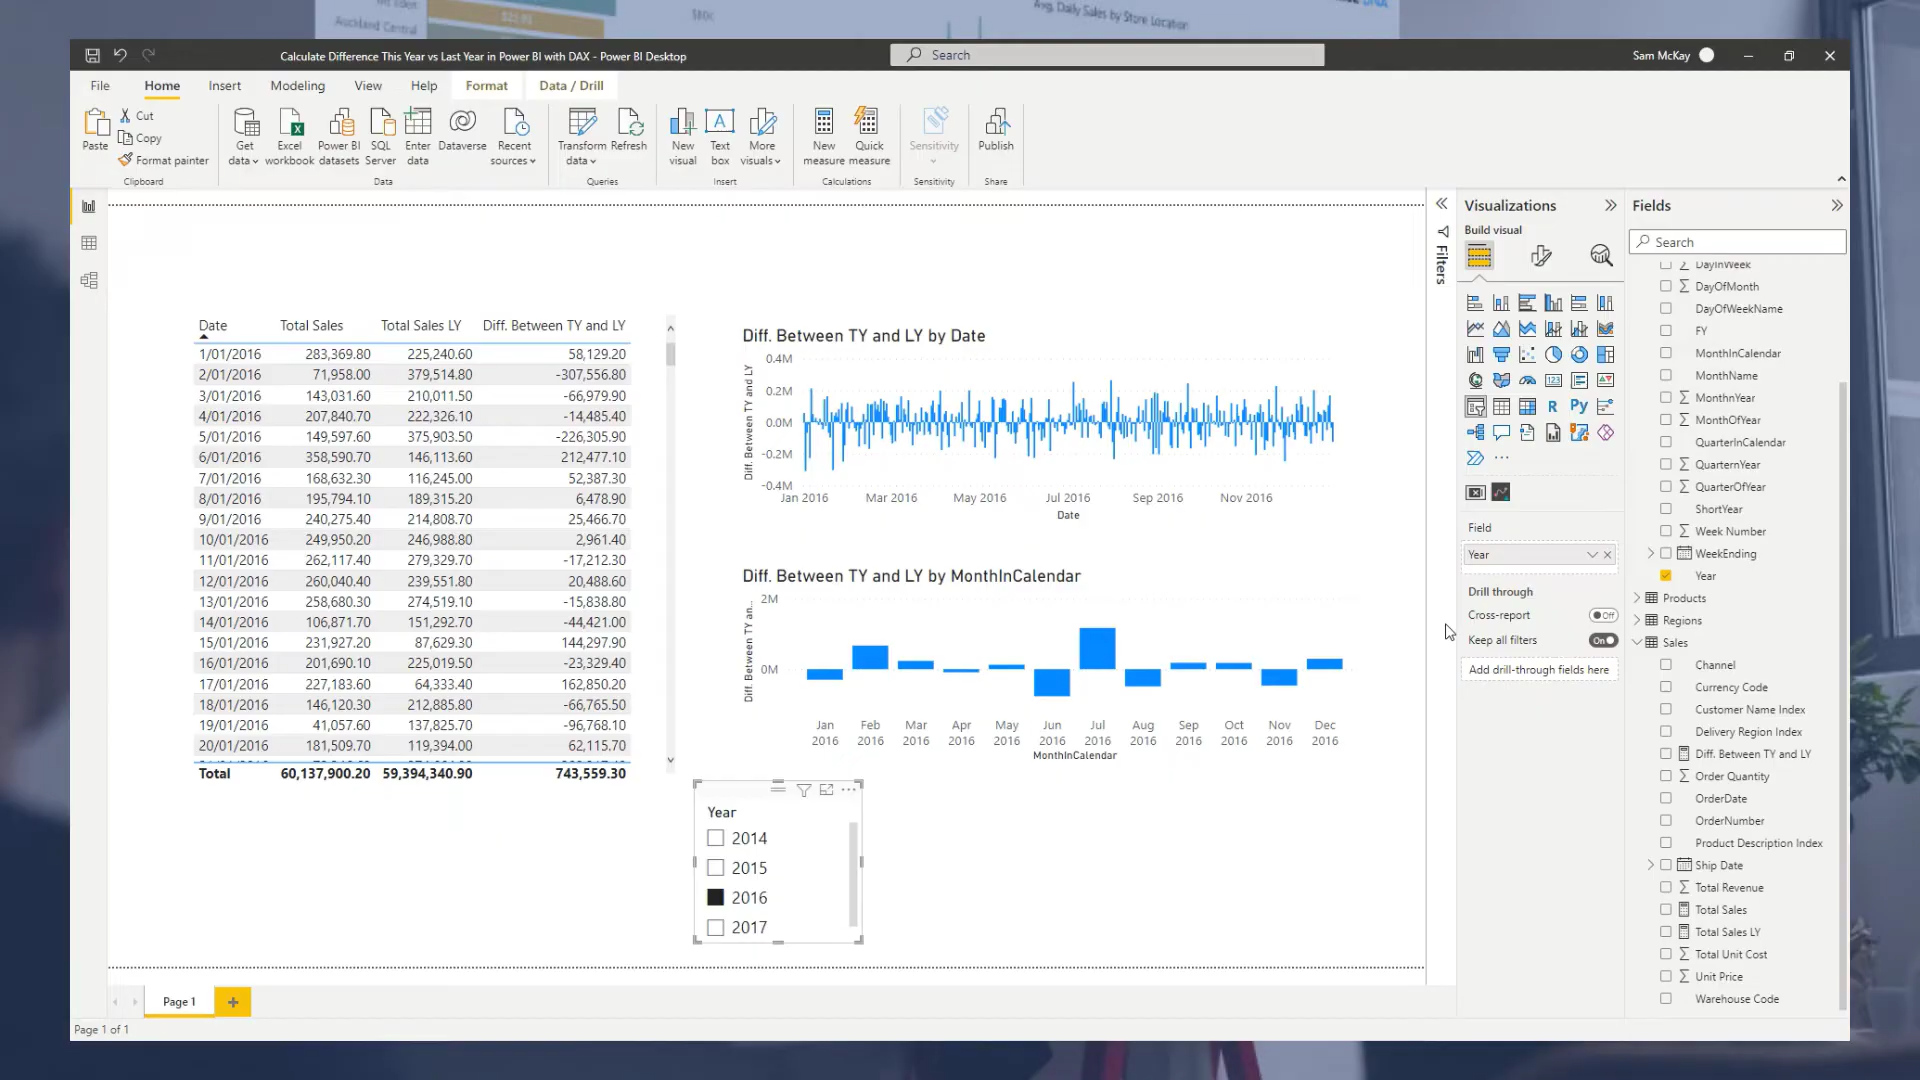 Auckland Central
$80K
Avg. Daily Sales by Store Location
Calculate Difference This Year vs Last Year in Power BI with DAX - Power BI Desktop
Search
Sam McKay
File
Home
Insert
Modeling
View
Help
Format
Data / Drill
Paste
Cut
Copy
Format painter
Clipboard
Get data
Excel workbook
Power BI datasets
SQL Server
Enter data
Dataverse
Recent sources
Data
Transform data
Refresh
Queries
New visual
Text box
More visuals
Insert
New measure
Quick measure
Calculations
Sensitivity
Sensitivity
Publish
Share
Date Total Sales Total Sales LY Diff. Between TY and LY
1/01/2016 283,369.80 225,240.60 58,129.20
2/01/2016 71,958.00 379,514.80 -307,556.80
3/01/2016 143,031.60 210,011.50 -66,979.90
4/01/2016 207,840.70 222,326.10 -14,485.40
5/01/2016 149,597.60 375,903.50 -226,305.90
6/01/2016 358,590.70 146,113.60 212,477.10
7/01/2016 168,632.30 116,245.00 52,387.30
8/01/2016 195,794.10 189,315.20 6,478.90
9/01/2016 240,275.40 214,808.70 25,466.70
10/01/2016 249,950.20 246,988.80 2,961.40
11/01/2016 262,117.40 279,329.70 -17,212.30
12/01/2016 260,040.40 239,551.80 20,488.60
13/01/2016 258,680.30 274,519.10 -15,838.80
14/01/2016 106,871.70 151,292.70 -44,421.00
15/01/2016 231,927.20 87,629.30 144,297.90
16/01/2016 201,690.10 225,019.50 -23,329.40
17/01/2016 227,183.60 64,333.40 162,850.20
18/01/2016 146,120.30 212,885.80 -66,765.50
19/01/2016 41,057.60 137,825.70 -96,768.10
20/01/2016 181,509.70 119,394.00 62,115.70
Total 60,137,900.20 59,394,340.90 743,559.30
Diff. Between TY and LY by Date
Diff. Between TY and LY
0.4M
0.2M
0.0M
-0.2M
-0.4M
Jan 2016 Mar 2016 May 2016 Jul 2016 Sep 2016 Nov 2016
Date
Diff. Between TY and LY by MonthInCalendar
Diff. Between TY an...
2M
0M
Jan Feb Mar Apr May Jun Jul Aug Sep Oct Nov Dec
2016 2016 2016 2016 2016 2016 2016 2016 2016 2016 2016 2016
MonthInCalendar
Year
2014
2015
2016
2017
Page 1
Page 1 of 1
Filters
Visualizations
Build visual
R
Py
123
Field
Year
Drill through
Cross-report
Off
Keep all filters
On
Add drill-through fields here
Fields
Search
DayInWeek
DayOfMonth
DayOfWeekName
FY
MonthInCalendar
MonthName
MonthnYear
MonthOfYear
QuarterInCalendar
QuarternYear
QuarterOfYear
ShortYear
Week Number
WeekEnding
Year
Products
Regions
Sales
Channel
Currency Code
Customer Name Index
Delivery Region Index
Diff. Between TY and LY
Order Quantity
OrderDate
OrderNumber
Product Description Index
Ship Date
Total Revenue
Total Sales
Total Sales LY
Total Unit Cost
Unit Price
Warehouse Code